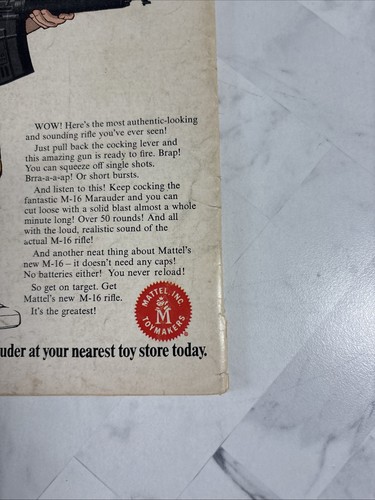 WOW! Here's the most authentic-looking
and sounding rifle you've ever seen!
Just pull back the cocking lever and
this amazing gun is ready to fire. Brap!
You can squeeze off single shots.
Brra-a-a-ap! Or short bursts.
And listen to this! Keep cocking the
fantastic M-16 Marauder and you can
cut loose with a solid blast almost a whole
minute long! Over 50 rounds! And all
with the loud, realistic sound of the
actual M-16 rifle!
And another neat thing about Mattel's
new M-16 – it doesn't need any caps!
No batteries either! You never reload!
So get on target. Get
Mattel's new M-16 rifle.
It's the greatest!
MATTEL, INC.
M
TOYMAKERS
®
uder at your nearest toy store today.